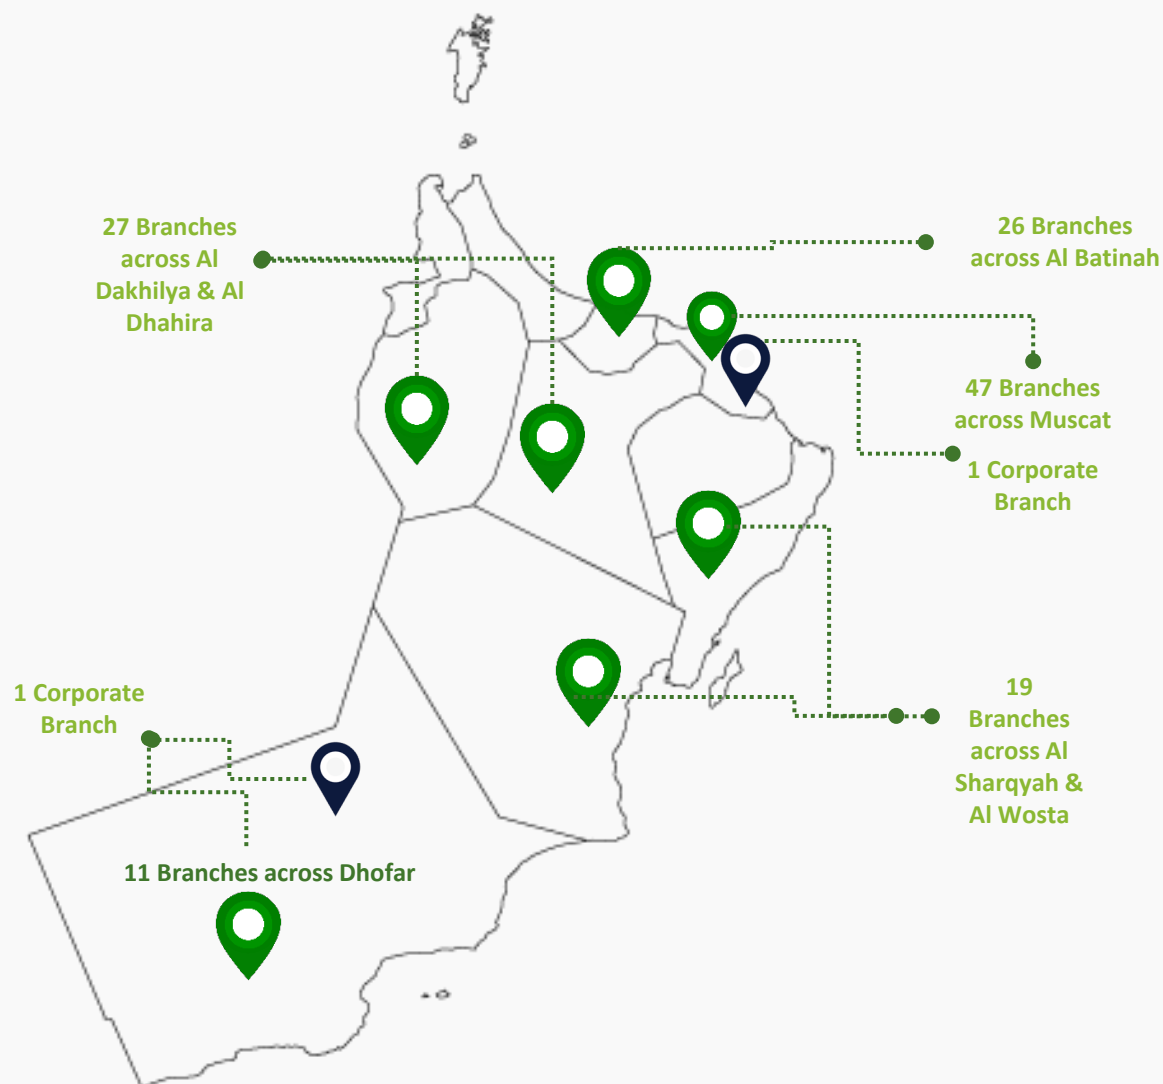 27 Branches
across Al
Dakhilya & Al
Dhahira
26 Branches
across Al Batinah
47 Branches
across Muscat
1 Corporate
Branch
1 Corporate
Branch
19
Branches
across Al
Sharqyah &
Al Wosta
11 Branches across Dhofar